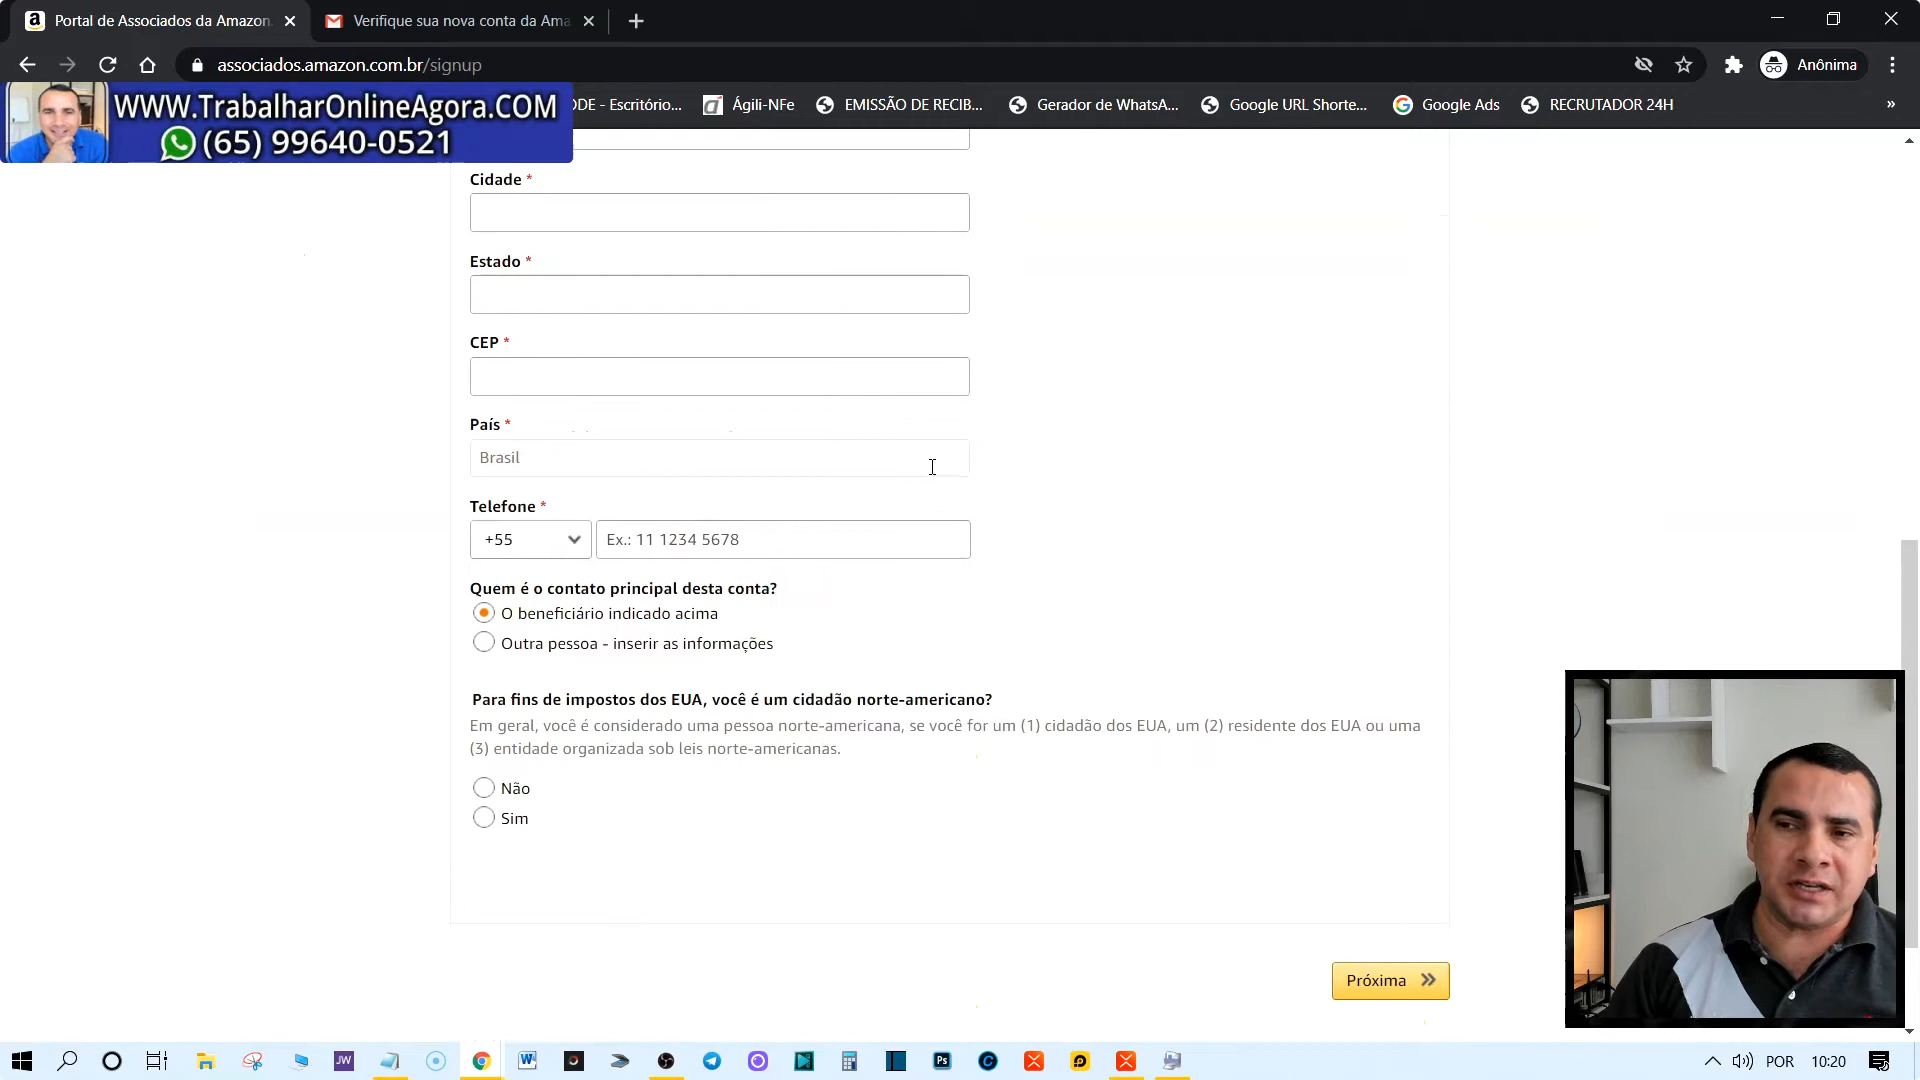 Portal de Associados da Amazon.
Verifique sua nova conta da Ama
associados.amazon.com.br/signup
Anônima
WWW.TrabalharOnlineAgora.COM
(65) 99640-0521
DDE - Escritório...
Ágili-NFe
EMISSÃO DE RECIB...
Gerador de WhatsA...
Google URL Shorte...
Google Ads
RECRUTADOR 24H
»
Cidade *
Estado *
CEP *
País *
Brasil
Telefone *
+55
Ex.: 11 1234 5678
Quem é o contato principal desta conta?
O beneficiário indicado acima
Outra pessoa - inserir as informações
Para fins de impostos dos EUA, você é um cidadão norte-americano?
Em geral, você é considerado uma pessoa norte-americana, se você for um (1) cidadão dos EUA, um (2) residente dos EUA ou uma
(3) entidade organizada sob leis norte-americanas.
Não
Sim
Próxima
JW
Ps
POR
10:20